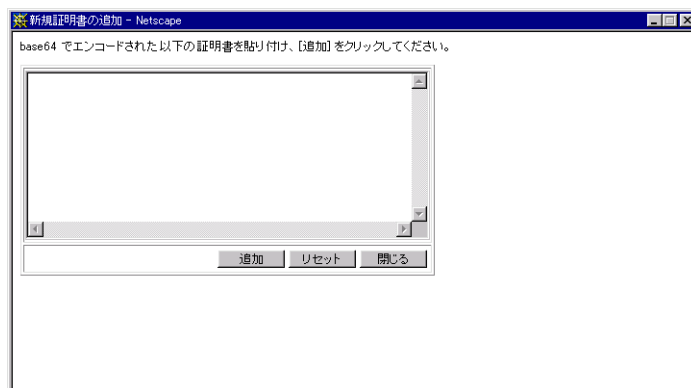 新規証明書の追加 - Netscape
base64 でエンコードされた以下の証明書を貼り付け、[追加] をクリックしてください。
追加 リセット 閉じる